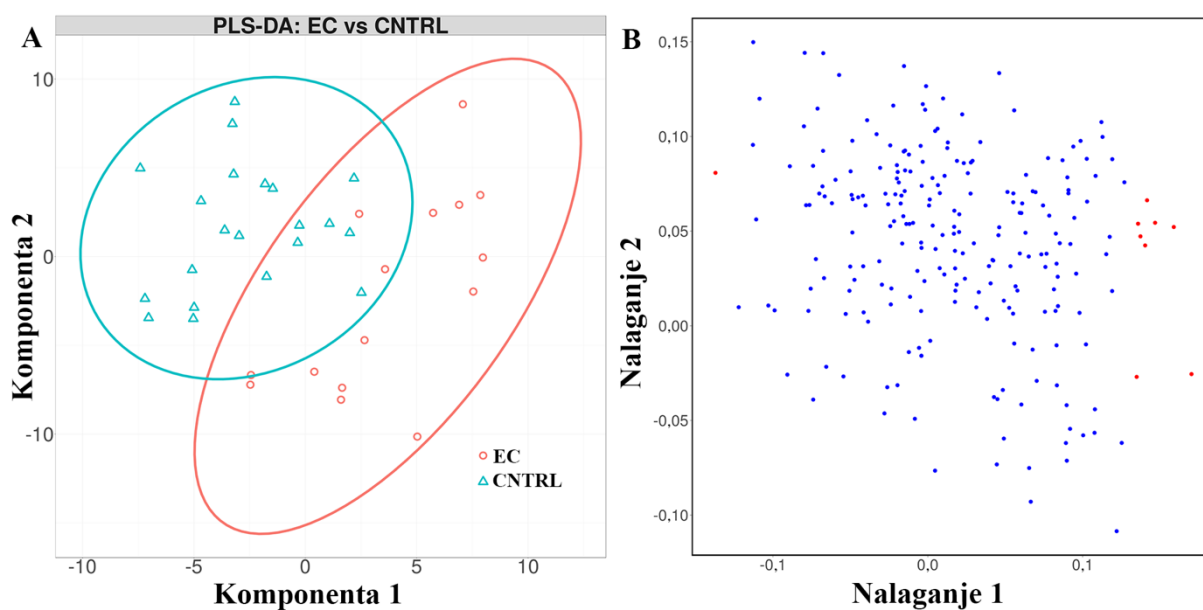 A
PLS-DA: EC vs CNTRL
10
0
-10
Komponenta 2
-10
-5
0
5
10
Komponenta 1
EC
CNTRL
B
0,15
0,10
0,05
0,00
-0,05
-0,10
Nalaganje 2
-0,1
0,0
0,1
Nalaganje 1